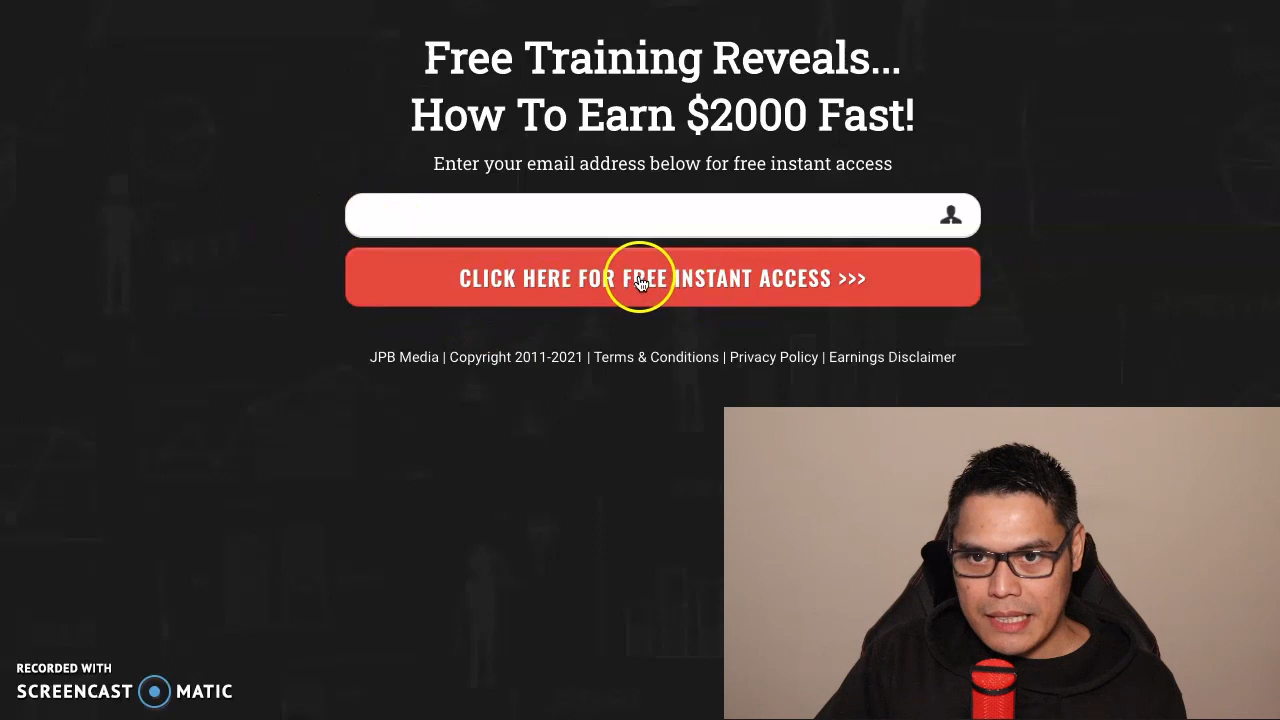 Free Training Reveals...
How To Earn $2000 Fast!
Enter your email address below for free instant access
CLICK HERE FOR FREE INSTANT ACCESS >>>
JPB Media | Copyright 2011-2021 | Terms & Conditions | Privacy Policy | Earnings Disclaimer
RECORDED WITH
SCREENCAST MATIC